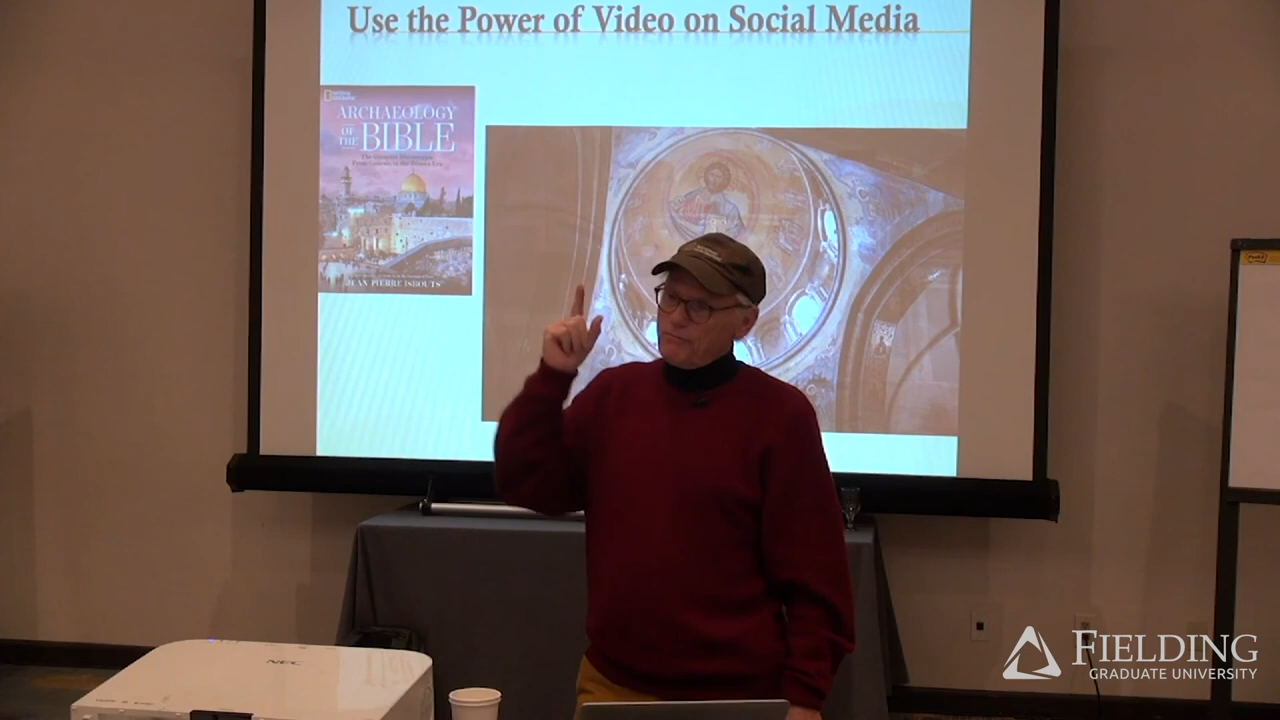 Use the Power of Video on Social Media
ARCHAEOLOGY
OF THE
BIBLE
JEAN PIERRE ISBOUTS
NEC
FIELDING
GRADUATE UNIVERSITY